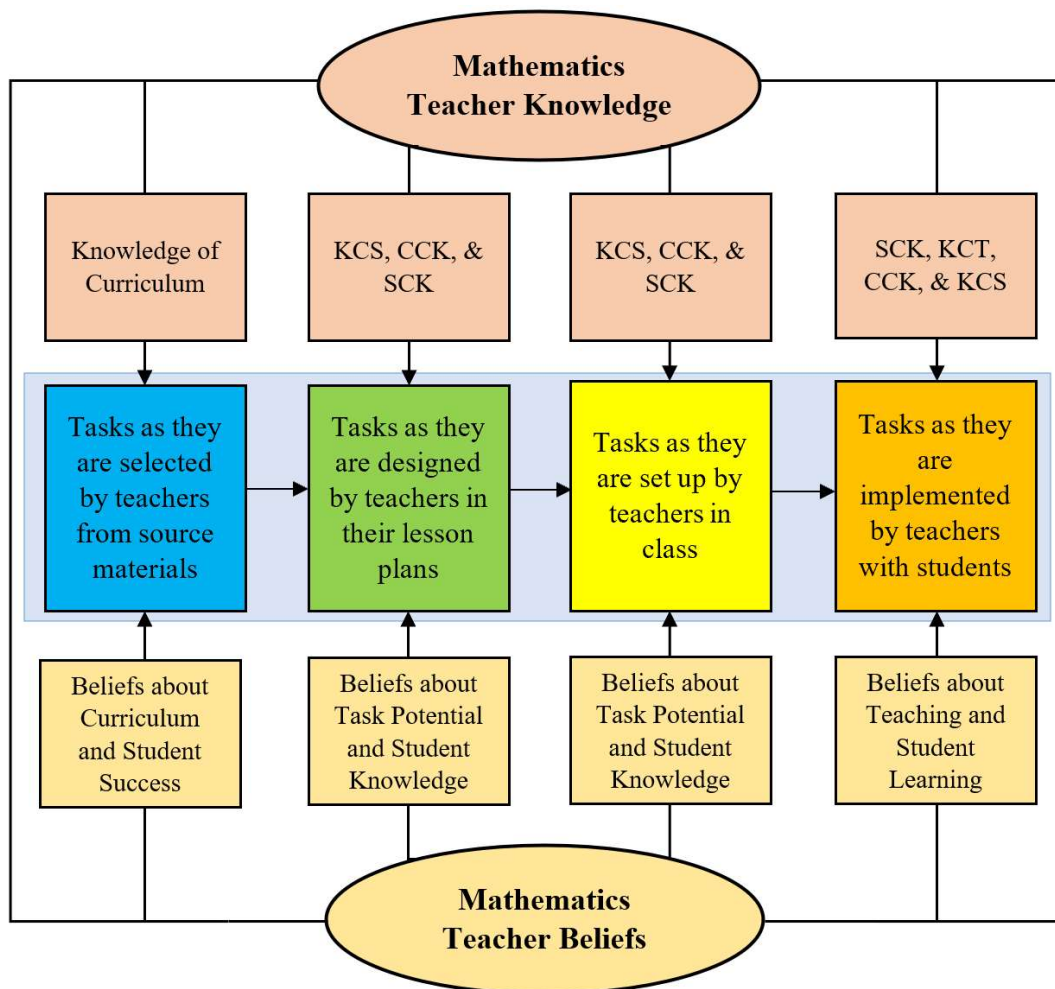 Mathematics
Teacher Knowledge
Knowledge of
Curriculum
KCS, CCK, &
SCK
KCS, CCK, &
SCK
SCK, KCT,
CCK, & KCS
Tasks as they
are selected
by teachers
from source
materials
Tasks as they
are designed
by teachers in
their lesson
plans
Tasks as they
are set up by
teachers in
class
Tasks as they
are
implemented
by teachers
with students
Beliefs about
Curriculum
and Student
Success
Beliefs about
Task Potential
and Student
Knowledge
Beliefs about
Task Potential
and Student
Knowledge
Beliefs about
Teaching and
Student
Learning
Mathematics
Teacher Beliefs